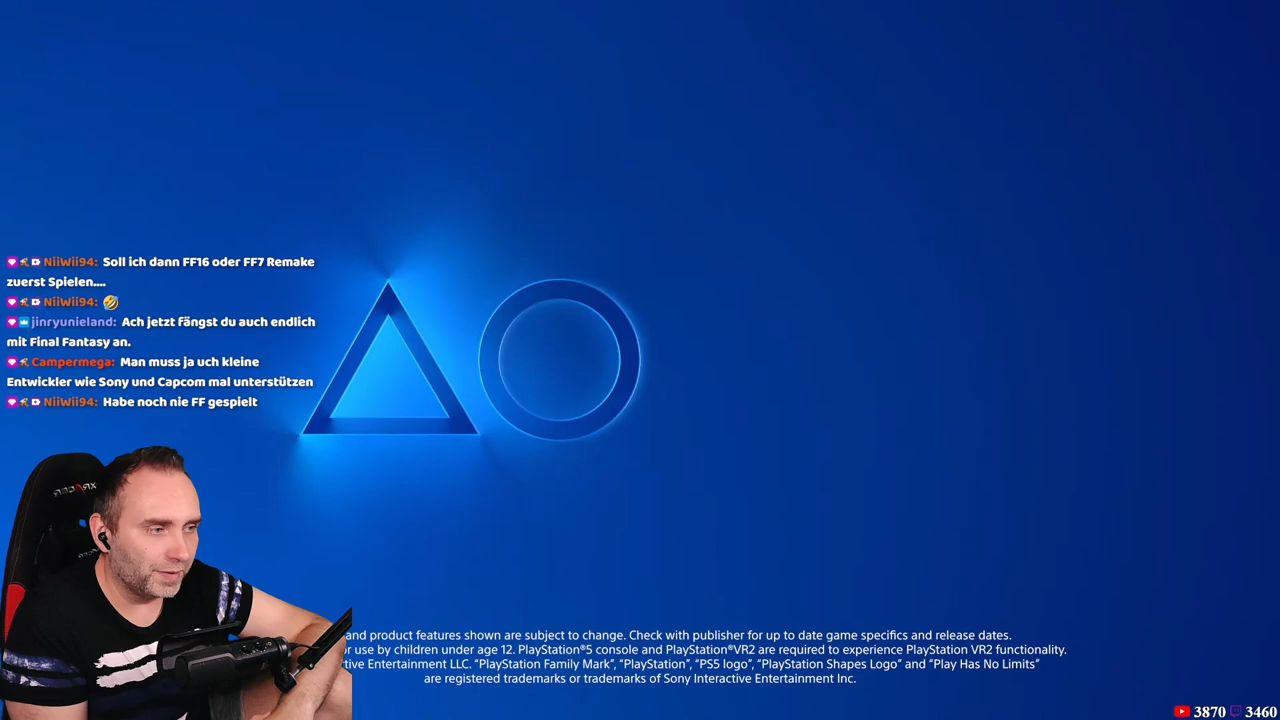 NiiWii94: Soll ich dann FF16 oder FF7 Remake
zuerst Spielen....
NiiWii94: 🤣
jinryunieland: Ach jetzt fängst du auch endlich
mit Final Fantasy an.
Campermega: Man muss ja uch kleine
Entwickler wie Sony und Capcom mal unterstützen
NiiWii94: Habe noch nie FF gespielt
and product features shown are subject to change. Check with publisher for up to date game specifics and release dates.
use by children under age 12. PlayStation®5 console and PlayStation®VR2 are required to experience PlayStation VR2 functionality.
Entertainment LLC. “PlayStation Family Mark”, “PlayStation”, “PS5 logo”, “PlayStation Shapes Logo” and “Play Has No Limits”
are registered trademarks or trademarks of Sony Interactive Entertainment Inc.
3870 3460